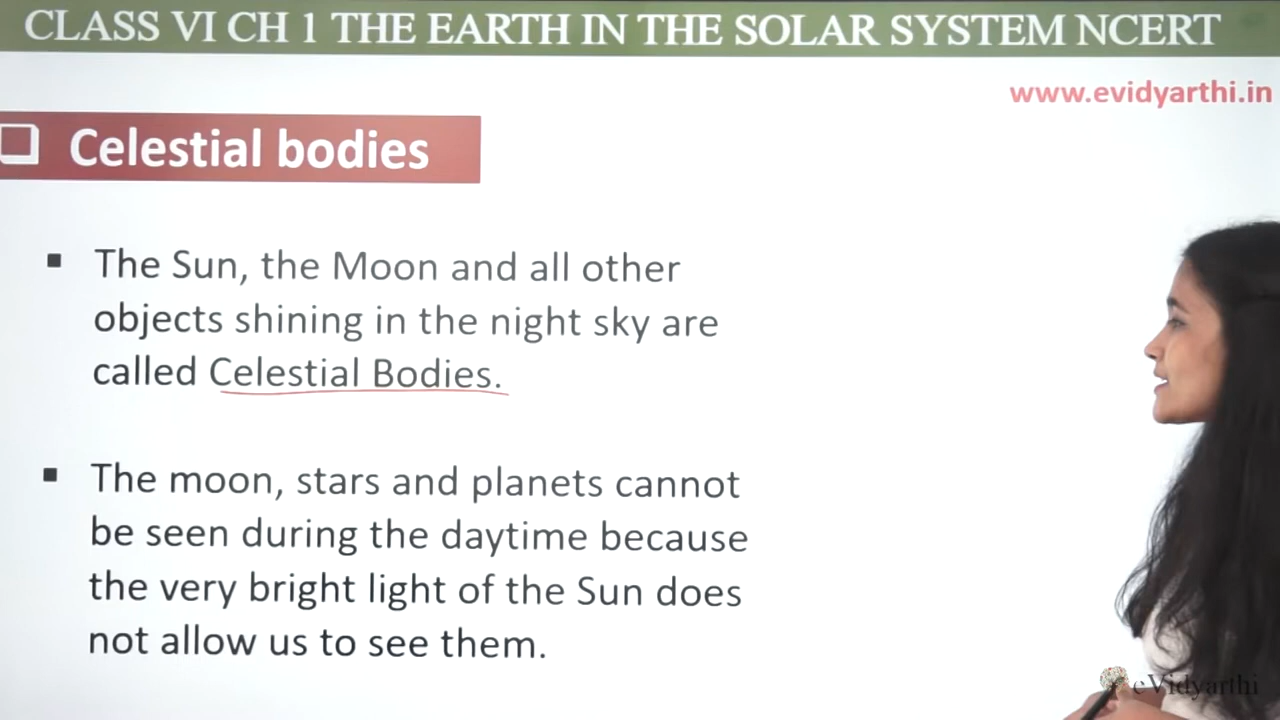 CLASS VI CH 1 THE EARTH IN THE SOLAR SYSTEM NCERT
www.evidyarthi.in
Celestial bodies
The Sun, the Moon and all other
objects shining in the night sky are
called Celestial Bodies.
The moon, stars and planets cannot
be seen during the daytime because
the very bright light of the Sun does
not allow us to see them.
eVidyarthi